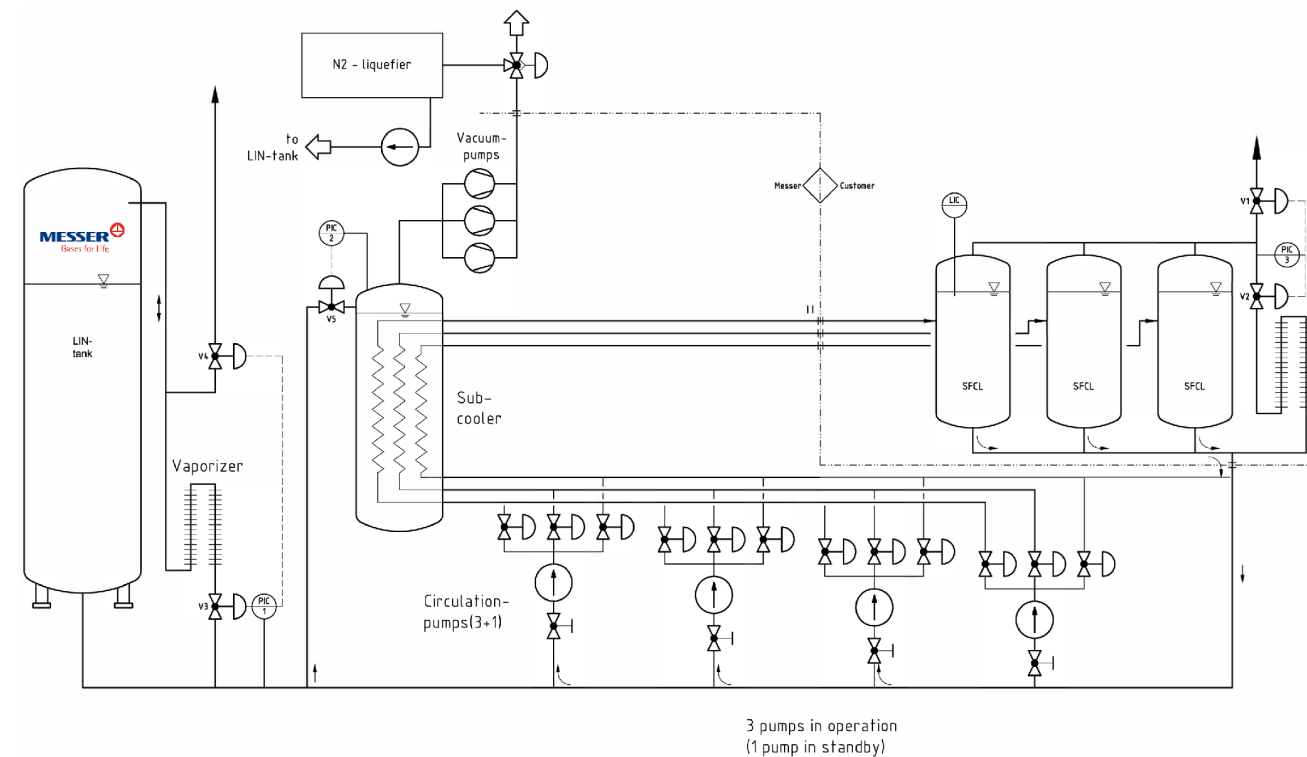 N2 - liquefier
to
LIN-tank
Vacuum-
pumps
Messer
Customer
LIC
V1
PIC
3
V2
MESSER
Gases for Life
PIC
2
V5
LIN-
tank
V4
Sub-
cooler
SFCL
SFCL
SFCL
Vaporizer
V3
PIC
1
Circulation-
pumps(3+1)
3 pumps in operation
(1 pump in standby)